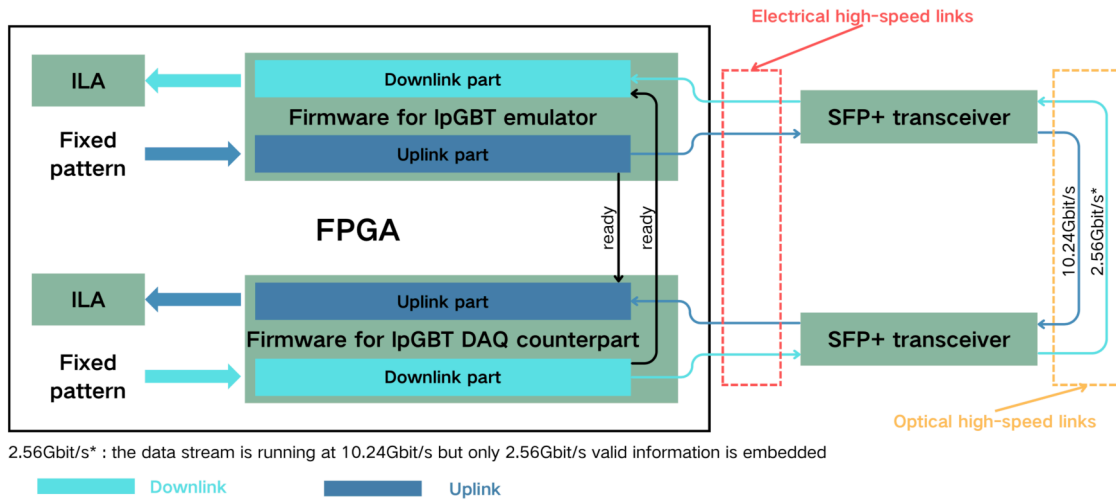 Electrical high-speed links
ILA
Downlink part
Firmware for lpGBT emulator
SFP+ transceiver
Fixed
pattern
Uplink part
FPGA
ready
ready
10.24Gbit/s
2.56Gbit/s*
ILA
Uplink part
Firmware for lpGBT DAQ counterpart
SFP+ transceiver
Fixed
pattern
Downlink part
Optical high-speed links
2.56Gbit/s* : the data stream is running at 10.24Gbit/s but only 2.56Gbit/s valid information is embedded
Downlink
Uplink